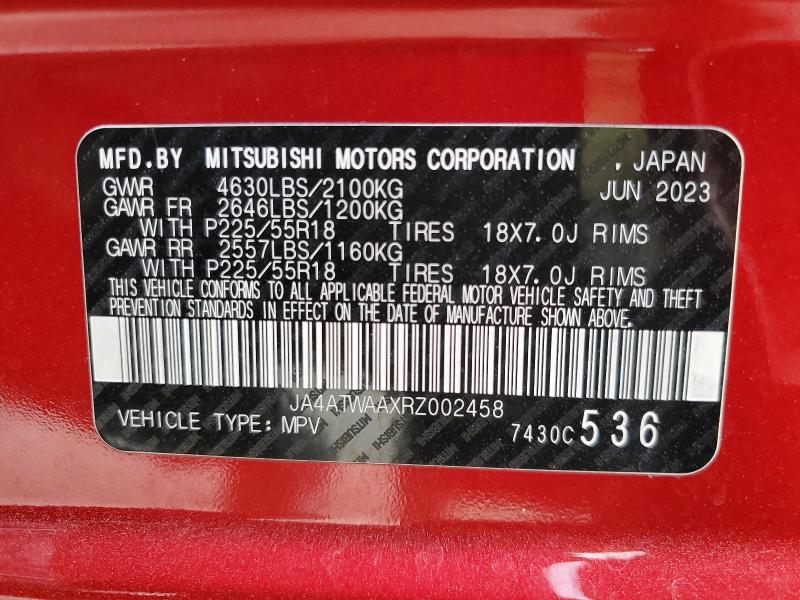 MFD.BY MITSUBISHI MOTORS CORPORATION , JAPAN
GVWR 4630LBS/2100KG JUN 2023
GAWR FR 2646LBS/1200KG
WITH P225/55R18 TIRES 18X7.0J RIMS
GAWR RR 2557LBS/1160KG
WITH P225/55R18 TIRES 18X7.0J RIMS
THIS VEHICLE CONFORMS TO ALL APPLICABLE FEDERAL MOTOR VEHICLE SAFETY AND THEFT
PREVENTION STANDARDS IN EFFECT ON THE DATE OF MANUFACTURE SHOWN ABOVE.
JA4ATWAAXRZ002458
VEHICLE TYPE: MPV 7430C 536